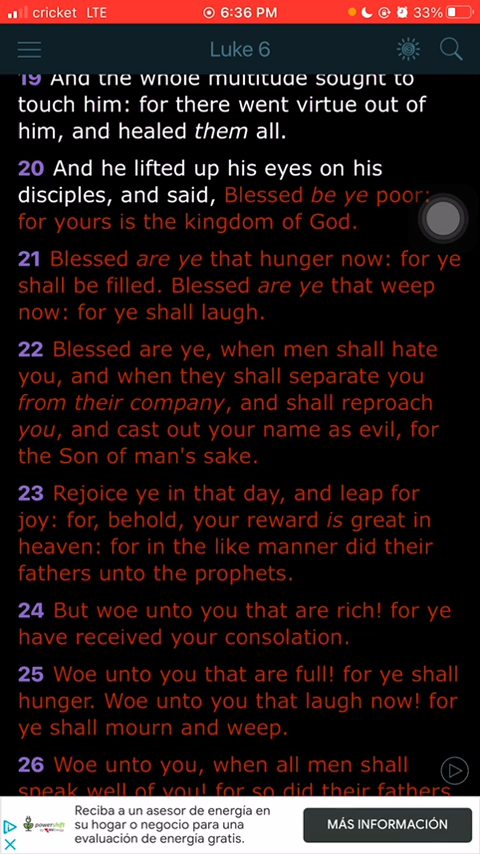 cricket LTE 6:36 PM 33%
Luke 6
19 And the whole multitude sought to
touch him: for there went virtue out of
him, and healed them all.
20 And he lifted up his eyes on his
disciples, and said, Blessed be ye poor:
for yours is the kingdom of God.
21 Blessed are ye that hunger now: for ye
shall be filled. Blessed are ye that weep
now: for ye shall laugh.
22 Blessed are ye, when men shall hate
you, and when they shall separate you
from their company, and shall reproach
you, and cast out your name as evil, for
the Son of man's sake.
23 Rejoice ye in that day, and leap for
joy: for, behold, your reward is great in
heaven: for in the like manner did their
fathers unto the prophets.
24 But woe unto you that are rich! for ye
have received your consolation.
25 Woe unto you that are full! for ye shall
hunger. Woe unto you that laugh now! for
ye shall mourn and weep.
26 Woe unto you, when all men shall
speak well of you! for so did their fathers
powershift
Reciba a un asesor de energía en
su hogar o negocio para una
evaluación de energía gratis.
MÁS INFORMACIÓN